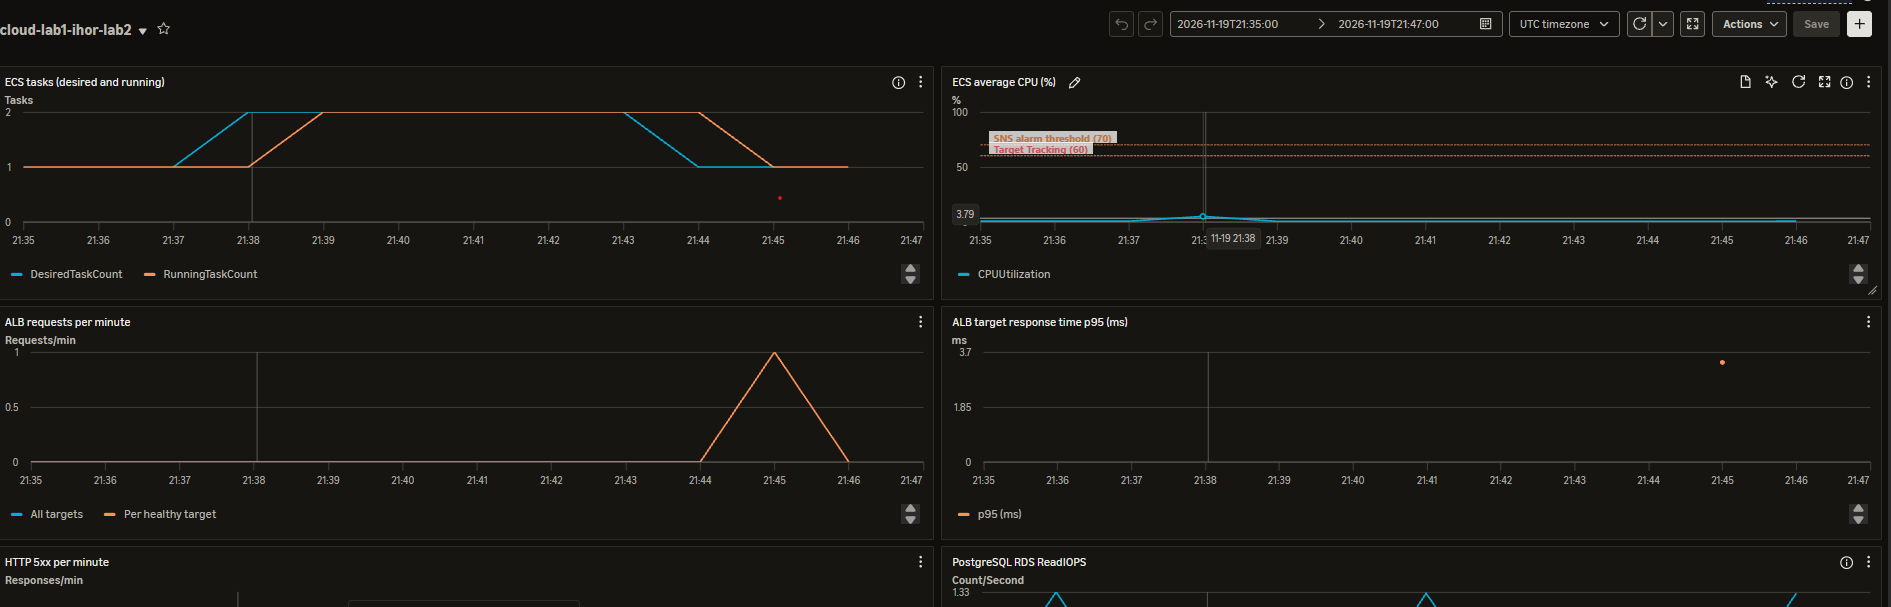 cloud-lab1-ihor-lab2
2026-11-19T21:35:00
2026-11-19T21:47:00
UTC timezone
Actions
Save
ECS tasks (desired and running)
Tasks
2
1
0
21:35 21:36 21:37 21:38 21:39 21:40 21:41 21:42 21:43 21:44 21:45 21:46 21:47
DesiredTaskCount RunningTaskCount
ECS average CPU (%)
%
100
SNS alarm threshold (70)
Target Tracking (60)
50
3.79
21:35 21:36 21:37 11-19 21:38 21:39 21:40 21:41 21:42 21:43 21:44 21:45 21:46 21:47
CPUUtilization
ALB requests per minute
Requests/min
1
0.5
0
21:35 21:36 21:37 21:38 21:39 21:40 21:41 21:42 21:43 21:44 21:45 21:46 21:47
All targets Per healthy target
ALB target response time p95 (ms)
ms
3.7
1.85
0
21:35 21:36 21:37 21:38 21:39 21:40 21:41 21:42 21:43 21:44 21:45 21:46 21:47
p95 (ms)
HTTP 5xx per minute
Responses/min
PostgreSQL RDS ReadIOPS
Count/Second
1.33